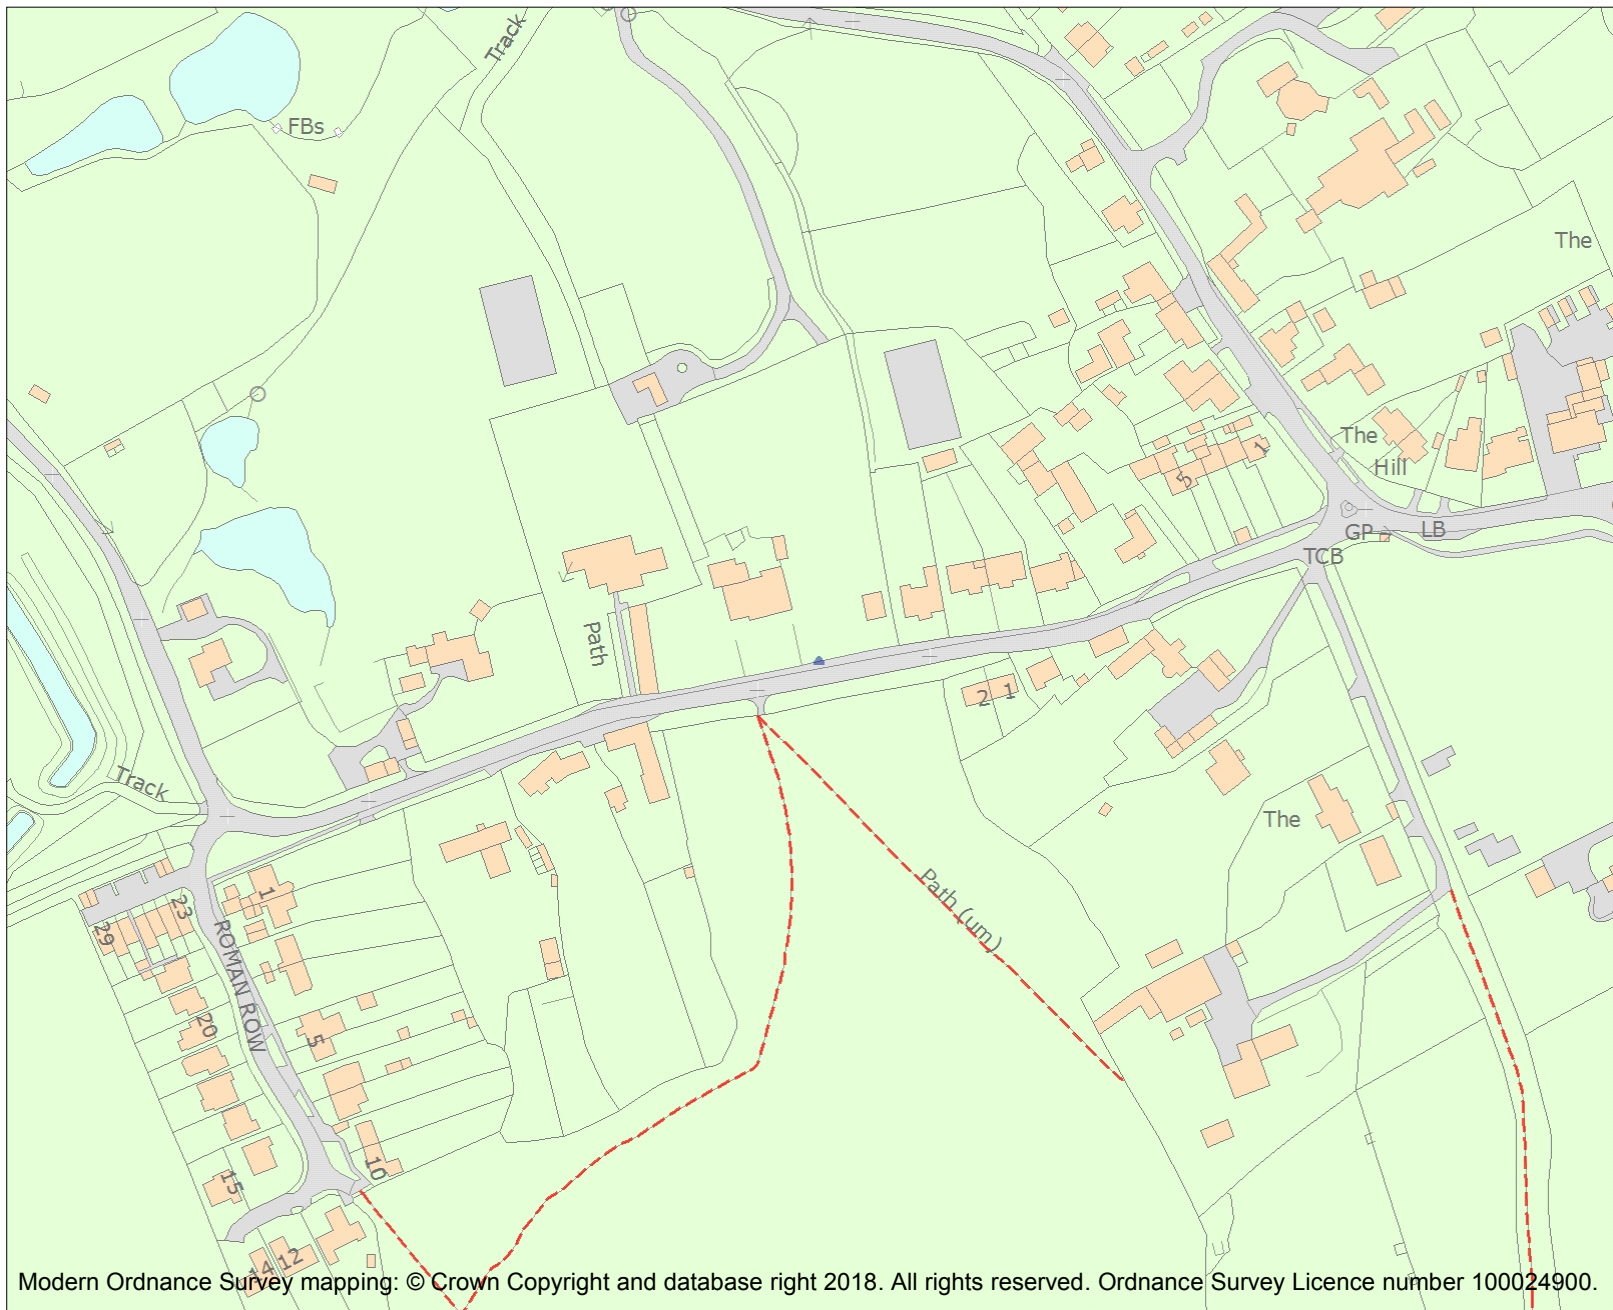 Track
FBs
The
1
The
Hill
5
GP
LB
TCB
Path
2 1
Track
The
Path (um)
1
23
29
ROMAN ROW
20
5
10
15
12
14
Modern Ordnance Survey mapping: © Crown Copyright and database right 2018. All rights reserved. Ordnance Survey Licence number 100024900.